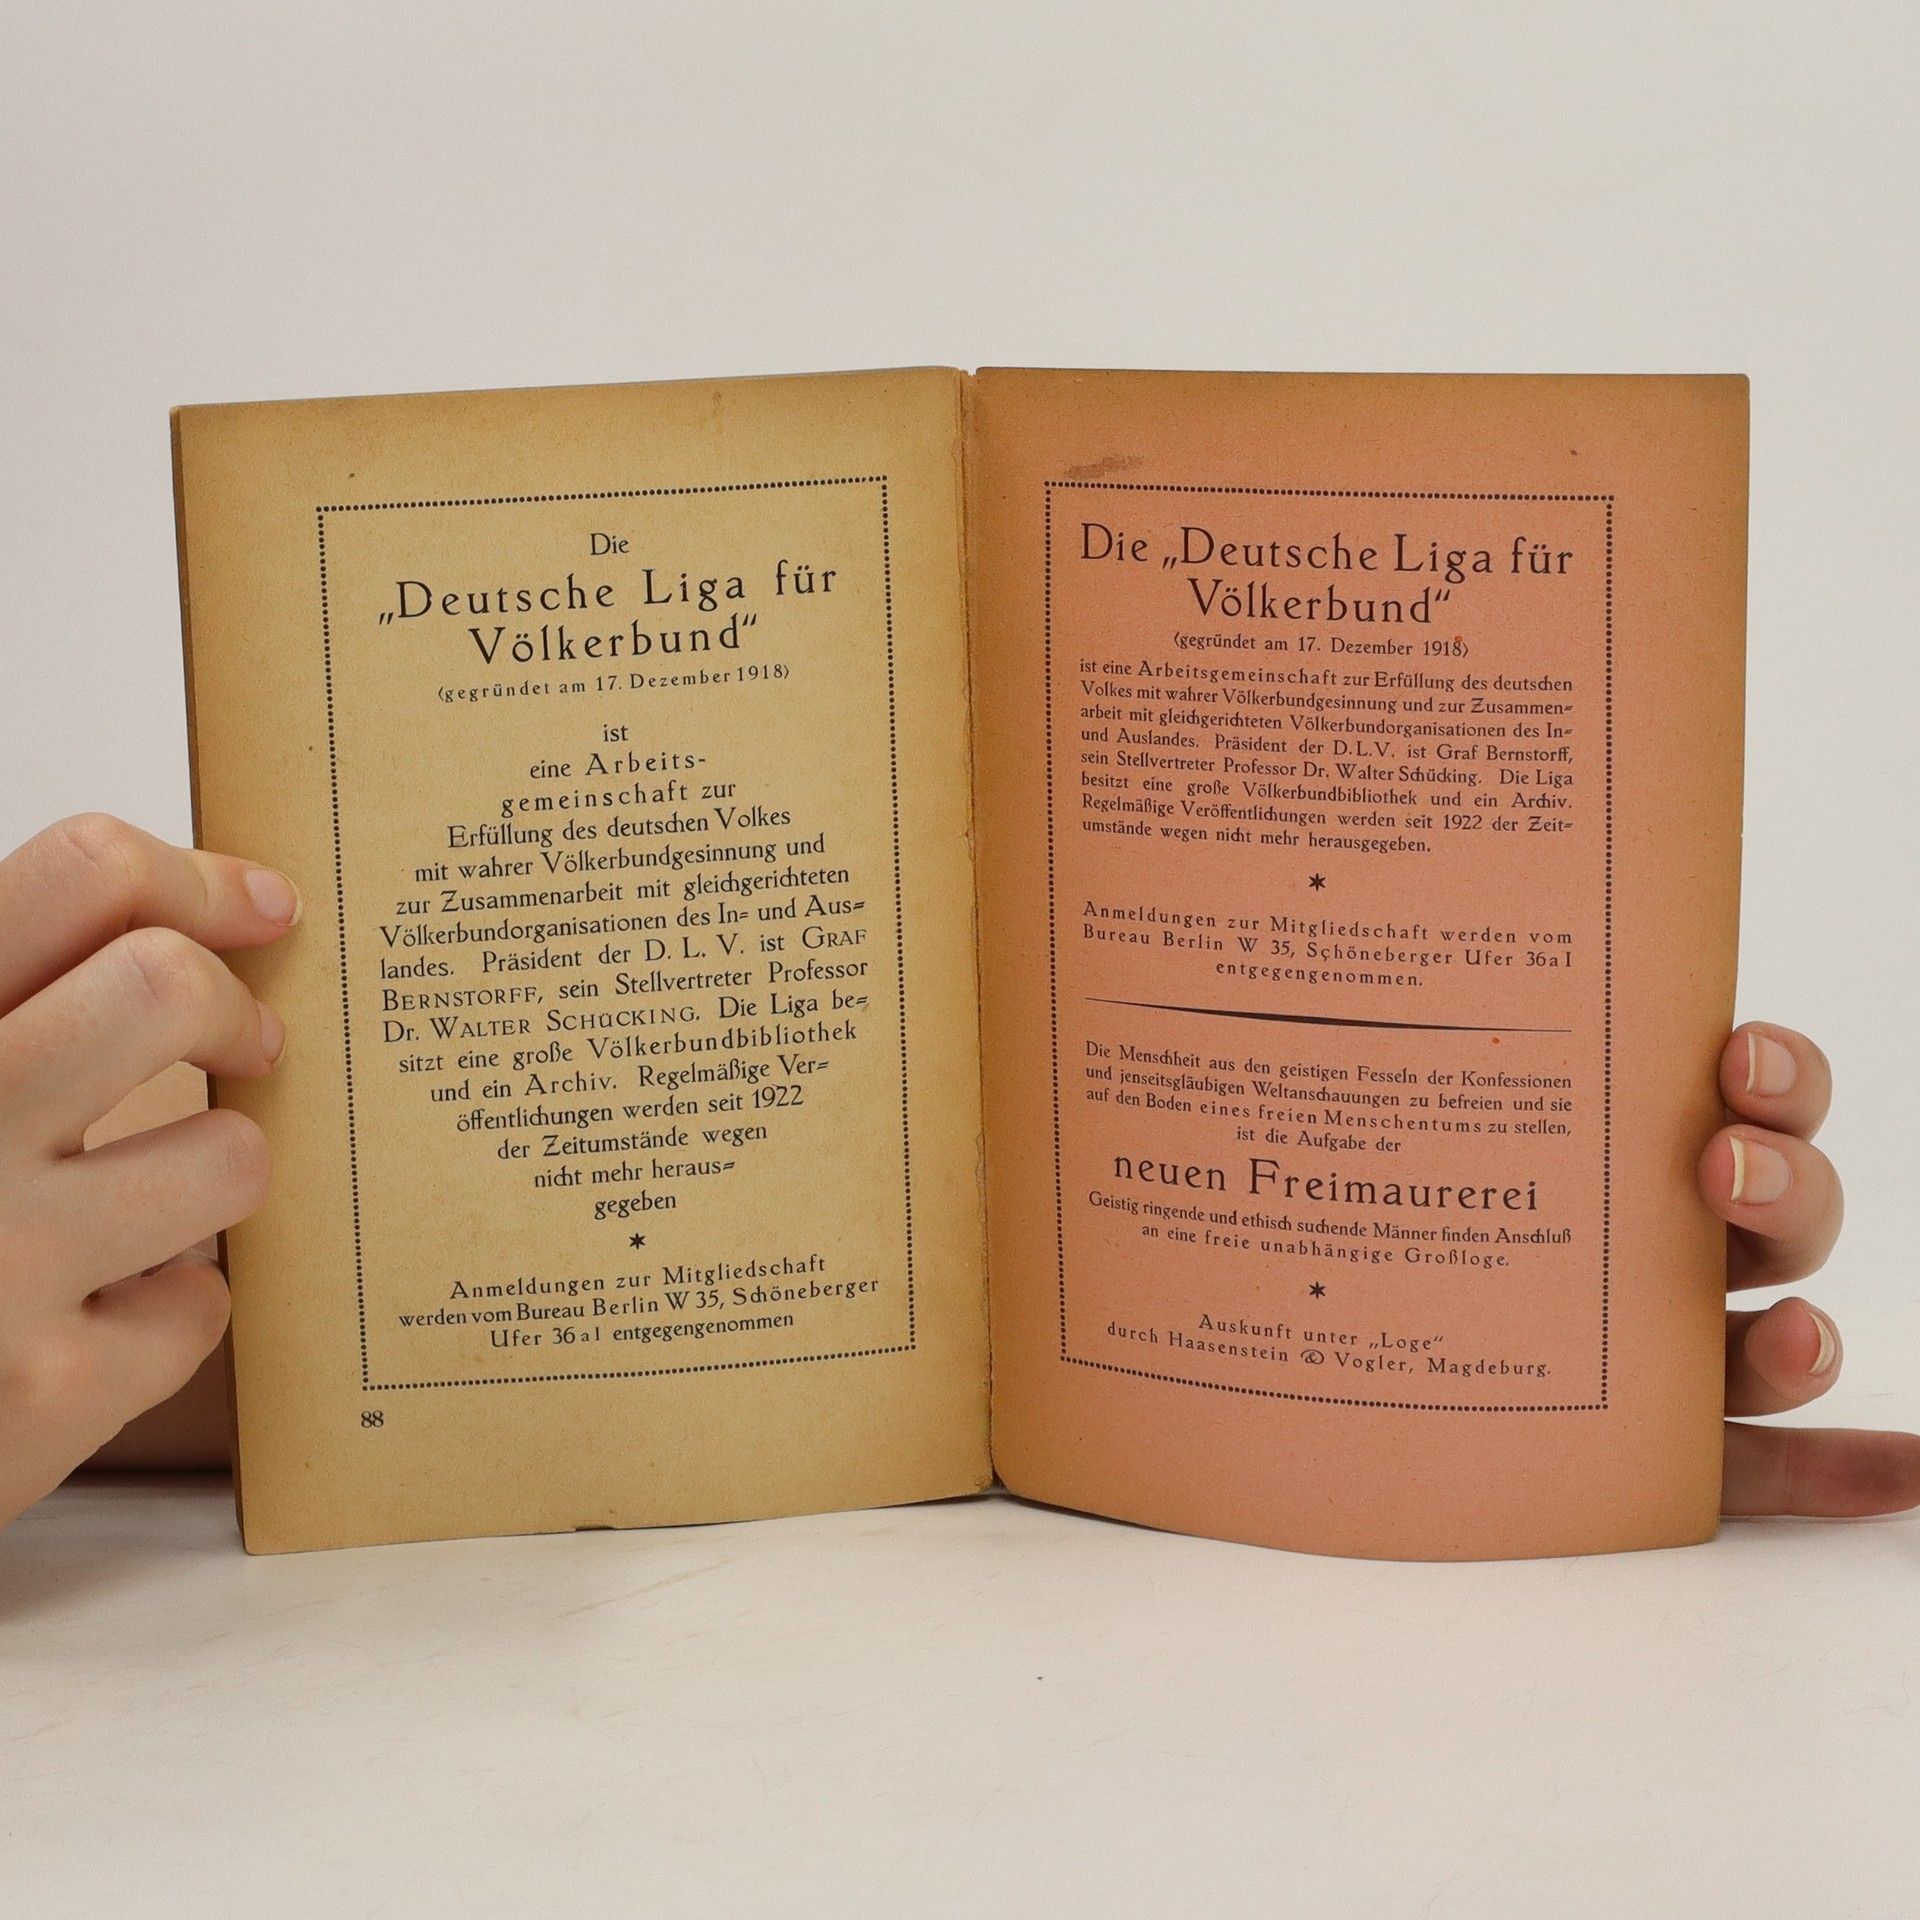 Die
„Deutsche Liga für
Völkerbund“
(gegründet am 17. Dezember 1918)
ist
eine Arbeits-
gemeinschaft zur
Erfüllung des deutschen Volkes
mit wahrer Völkerbundgesinnung und
zur Zusammenarbeit mit gleichgerichteten
Völkerbundorganisationen des In= und Aus=
landes. Präsident der D. L. V. ist GRAF
BERNSTORFF, sein Stellvertreter Professor
Dr. WALTER SCHÜCKING. Die Liga be=
sitzt eine große Völkerbundbibliothek
und ein Archiv. Regelmäßige Ver=
öffentlichungen werden seit 1922
der Zeitumstände wegen
nicht mehr heraus=
gegeben
*
Anmeldungen zur Mitgliedschaft
werden vom Bureau Berlin W 35, Schöneberger
Ufer 36 a I entgegengenommen
88
Die „Deutsche Liga für
Völkerbund“
(gegründet am 17. Dezember 1918)
ist eine Arbeitsgemeinschaft zur Erfüllung des deutschen
Volkes mit wahrer Völkerbundgesinnung und zur Zusammen=
arbeit mit gleichgerichteten Völkerbundorganisationen des In=
und Auslandes. Präsident der D.L.V. ist Graf Bernstorff,
sein Stellvertreter Professor Dr. Walter Schücking. Die Liga
besitzt eine große Völkerbundbibliothek und ein Archiv.
Regelmäßige Veröffentlichungen werden seit 1922 der Zeit=
umstände wegen nicht mehr herausgegeben.
*
Anmeldungen zur Mitgliedschaft werden vom
Bureau Berlin W 35, Schöneberger Ufer 36a I
entgegengenommen.
Die Menschheit aus den geistigen Fesseln der Konfessionen
und jenseitsgläubigen Weltanschauungen zu befreien und sie
auf den Boden eines freien Menschentums zu stellen,
ist die Aufgabe der
neuen Freimaurerei
Geistig ringende und ethisch suchende Männer finden Anschluß
an eine freie unabhängige Großloge.
*
Auskunft unter „Loge“
durch Haasenstein & Vogler, Magdeburg.